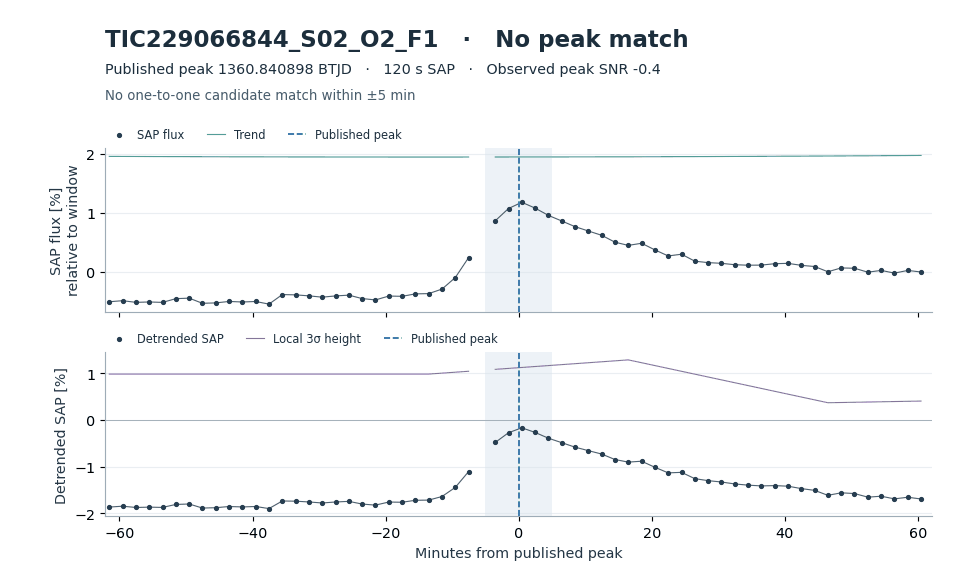 TIC229066844_S02_O2_F1 · No peak match
Published peak 1360.840898 BTJD · 120 s SAP · Observed peak SNR -0.4
No one-to-one candidate match within ±5 min
SAP flux Trend Published peak
SAP flux [%]
relative to window
2
1
0
Detrended SAP Local 3σ height Published peak
Detrended SAP [%]
1
0
−1
−2
−60 −40 −20 0 20 40 60
Minutes from published peak